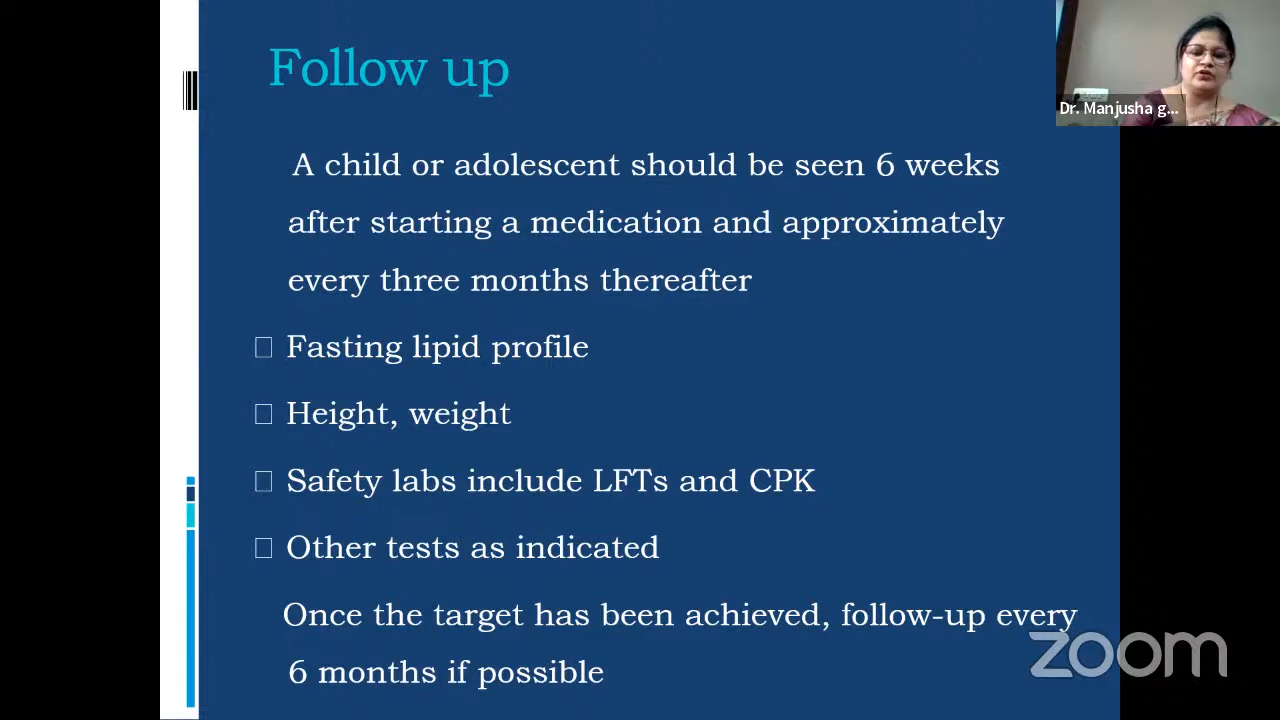 Follow up
Dr. Manjusha g...
A child or adolescent should be seen 6 weeks
after starting a medication and approximately
every three months thereafter
Fasting lipid profile
Height, weight
Safety labs include LFTs and CPK
Other tests as indicated
Once the target has been achieved, follow-up every
6 months if possible
zoom